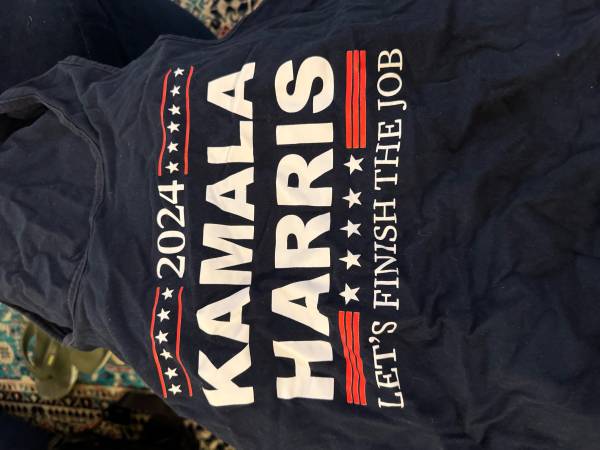 2024
KAMALA
HARRIS
LET'S FINISH THE JOB